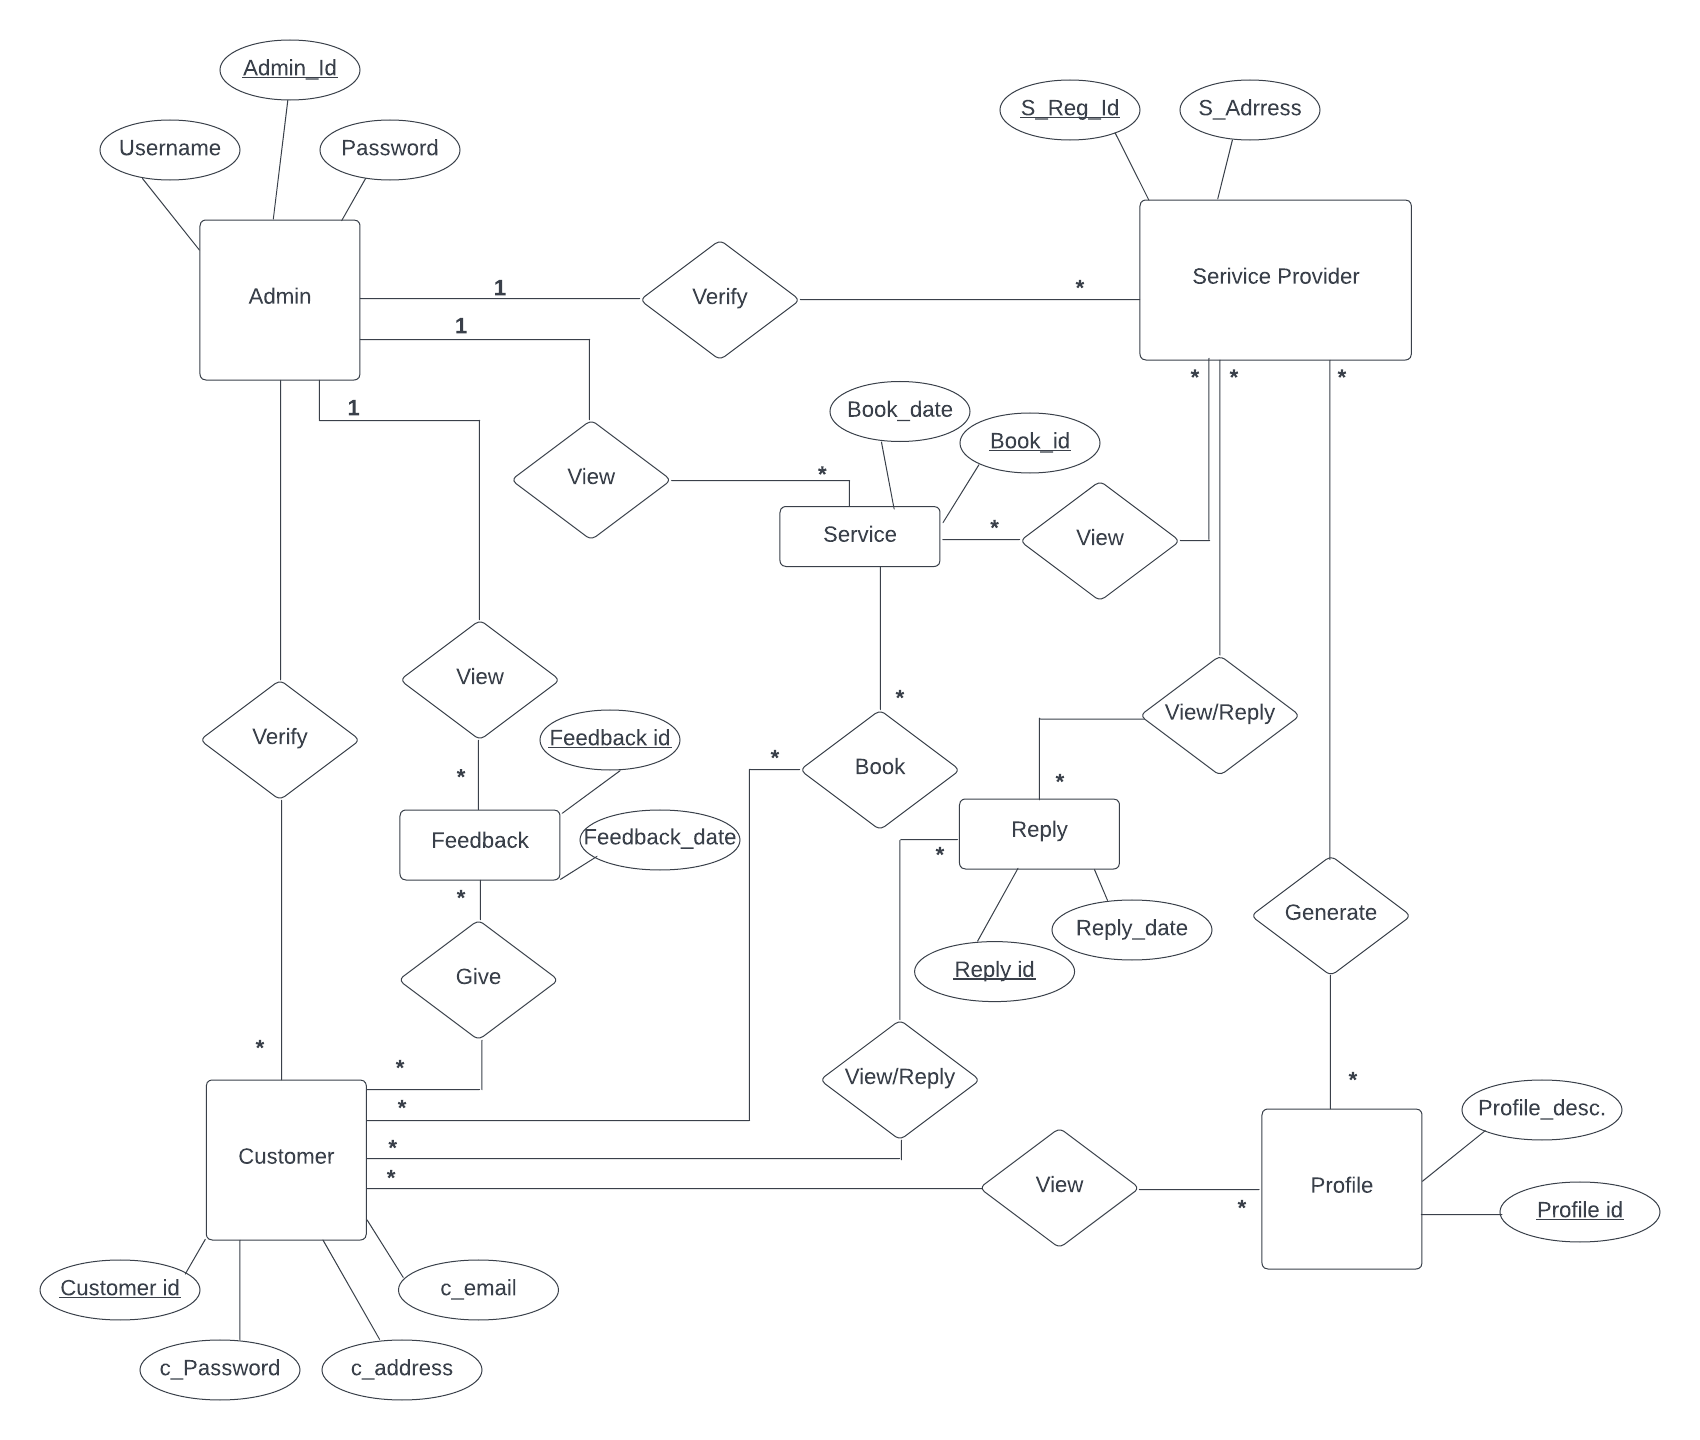 Admin_Id
S_Reg_Id
S_Adrress
Username
Password
Serivice Provider
1
*
Admin
Verify
1
*
*
*
1
Book_date
Book_id
*
View
*
Service
View
View
*
View/Reply
Verify
Feedback id
*
Book
*
*
Reply
Feedback
Feedback_date
*
*
Generate
Reply_date
Reply id
Give
*
*
View/Reply
*
*
Profile_desc.
*
Customer
*
View
Profile
*
Profile id
Customer id
c_email
c_Password
c_address